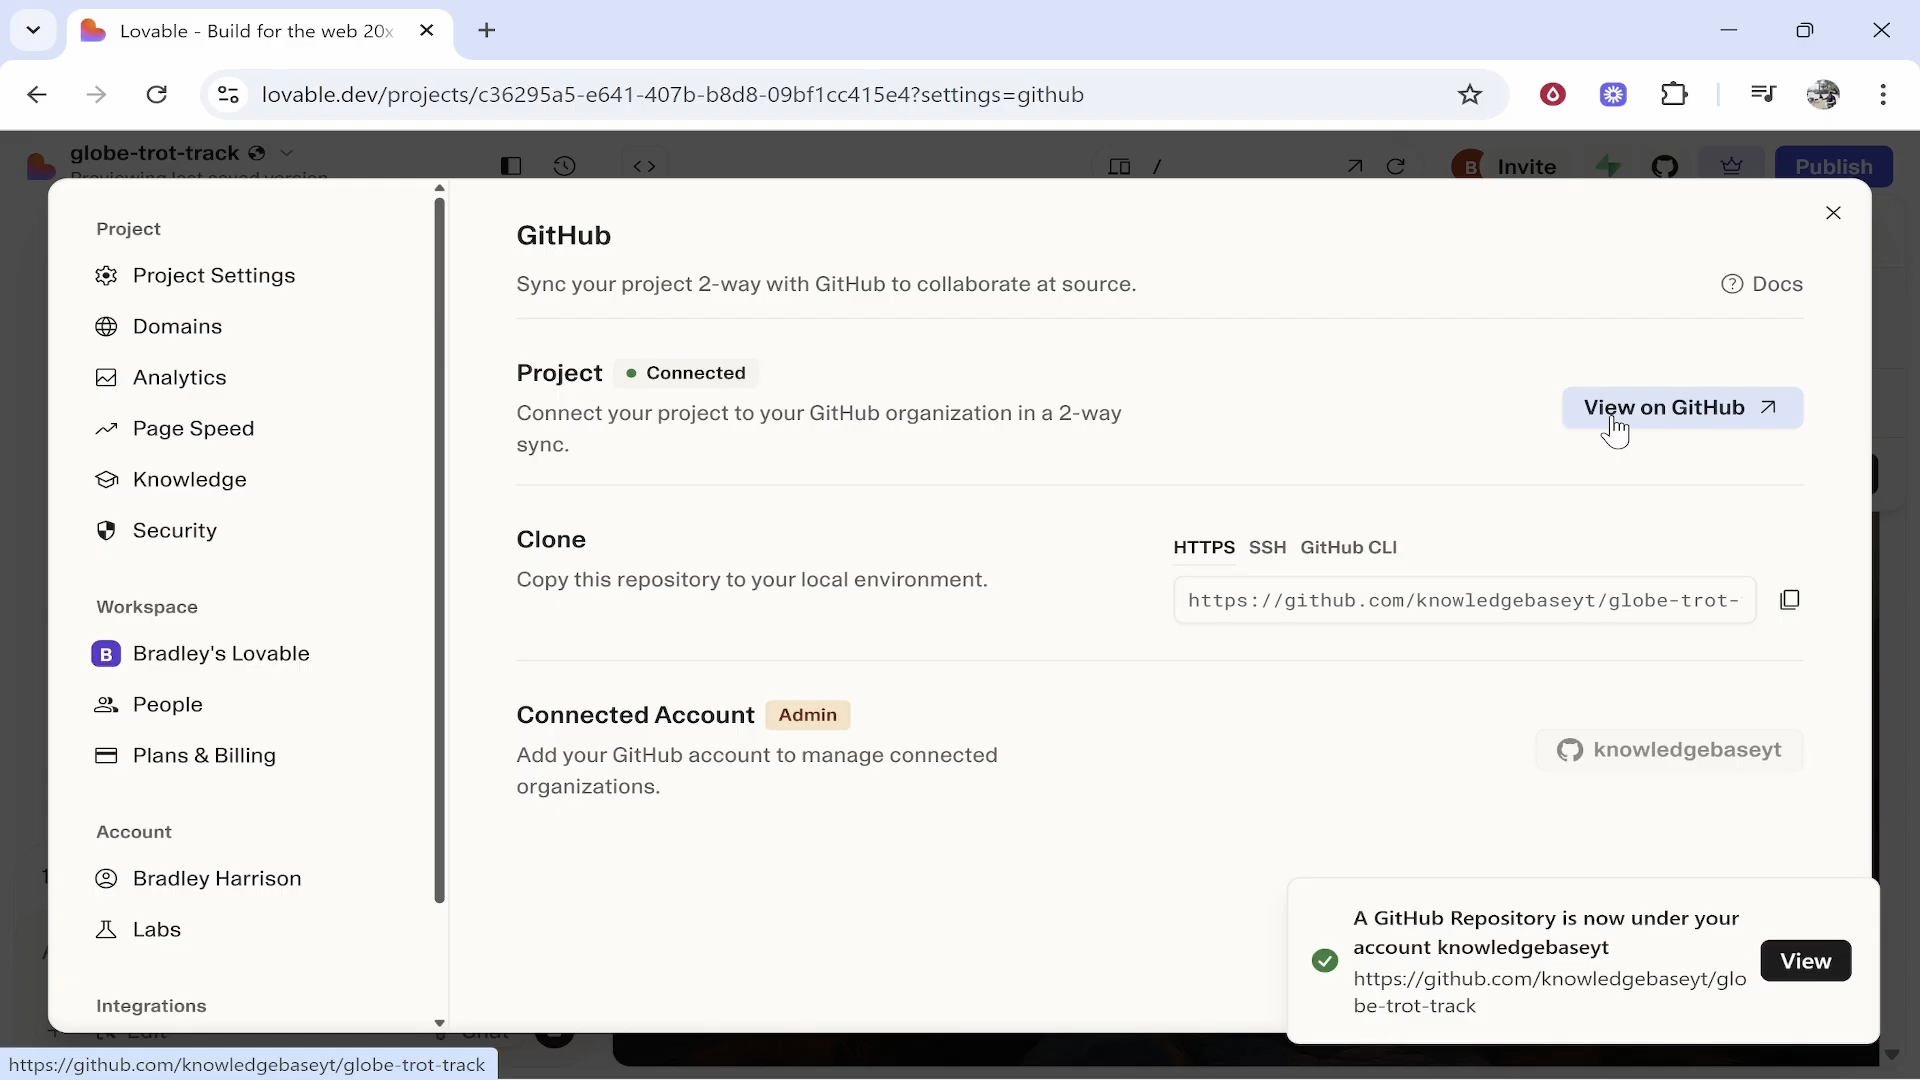 Lovable - Build for the web 20x
lovable.dev/projects/c36295a5-e641-407b-b8d8-09bf1cc415e4?settings=github
globe-trot-track
Previewing last saved version
/
B
Invite
Publish
Project
Project Settings
Domains
Analytics
Page Speed
Knowledge
Security
Workspace
B
Bradley's Lovable
People
Plans & Billing
Account
Bradley Harrison
Labs
Integrations
GitHub
Sync your project 2-way with GitHub to collaborate at source.
Docs
Project
Connected
Connect your project to your GitHub organization in a 2-way
sync.
View on GitHub
Clone
Copy this repository to your local environment.
HTTPS SSH GitHub CLI
https://github.com/knowledgebaseyt/globe-trot-
Connected Account
Admin
Add your GitHub account to manage connected
organizations.
knowledgebaseyt
A GitHub Repository is now under your
account knowledgebaseyt
https://github.com/knowledgebaseyt/glo
be-trot-track
View
Edit
Chat
https://github.com/knowledgebaseyt/globe-trot-track